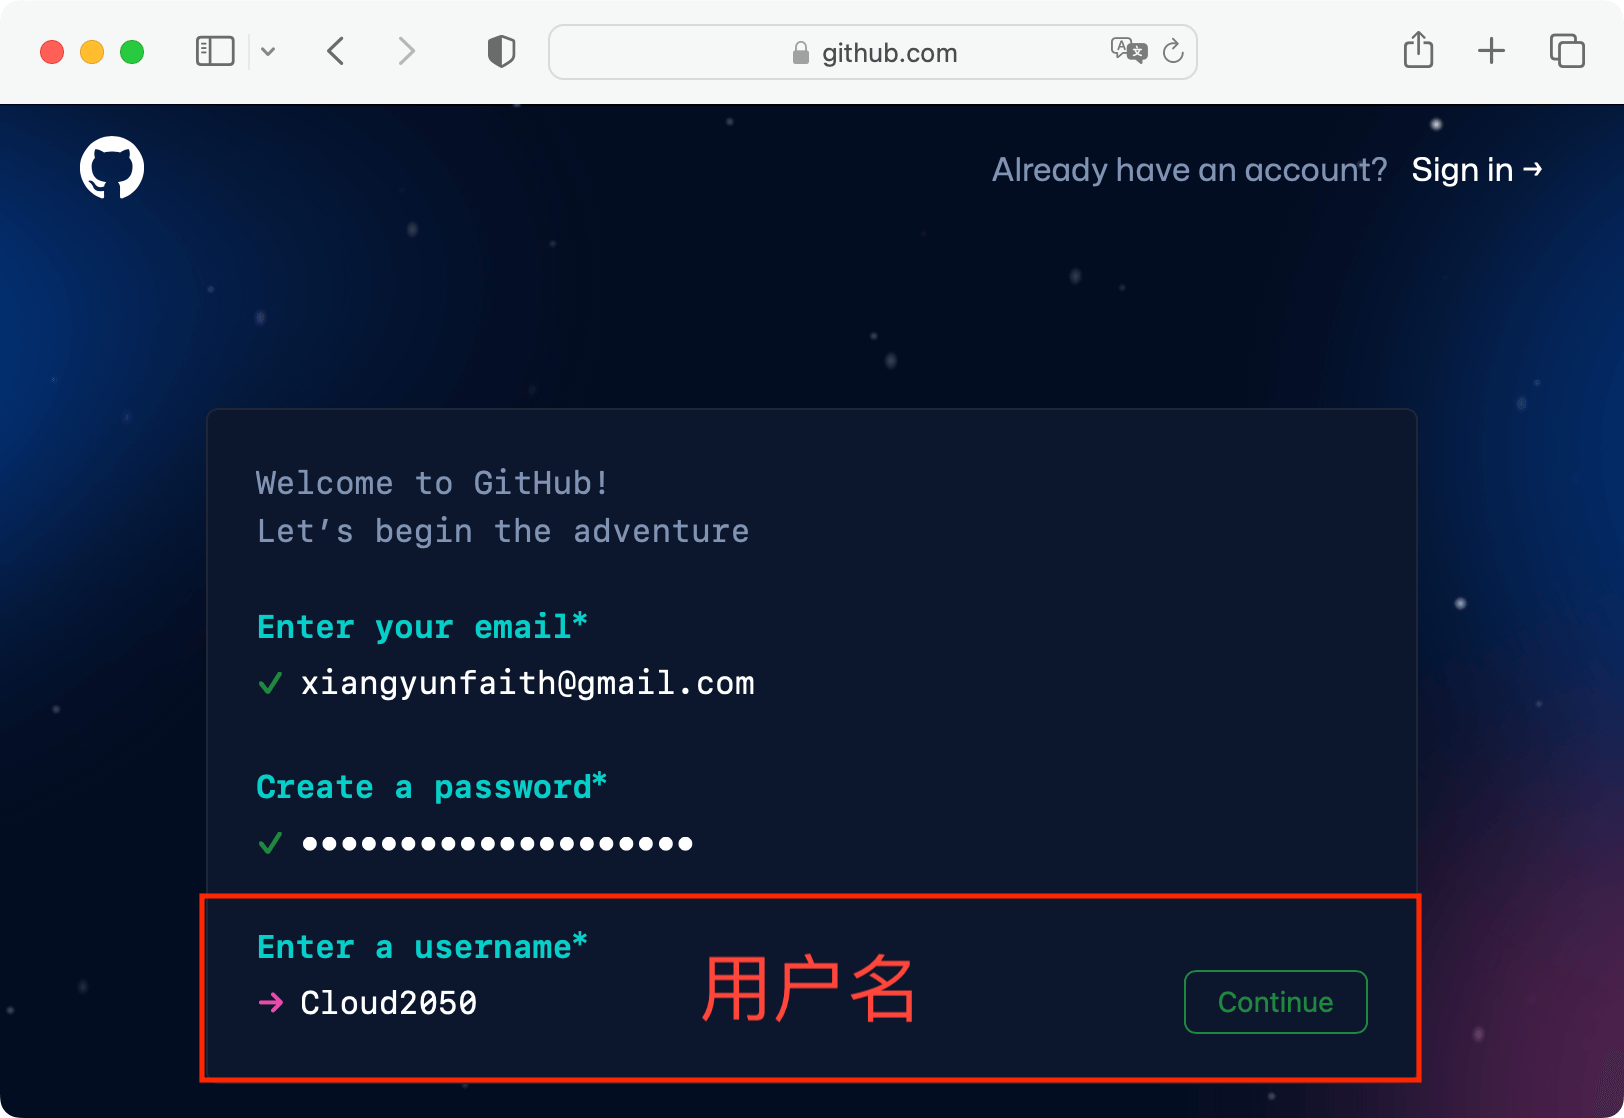 github.com
Already have an account? Sign in →
Welcome to GitHub!
Let’s begin the adventure
Enter your email*
✓ xiangyunfaith@gmail.com
Create a password*
✓ ●●●●●●●●●●●●●●●●●●●●
Enter a username*
→ Cloud2050
用户名
Continue